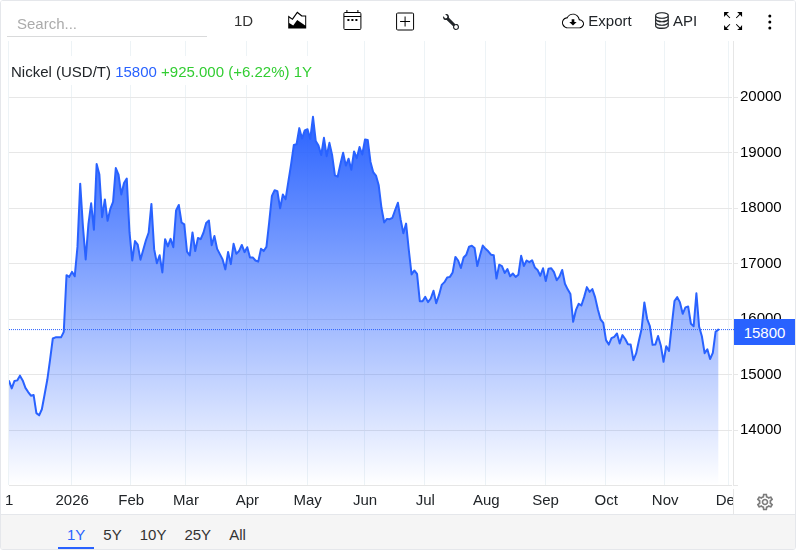 Search...
1D
Export
API
Nickel (USD/T) 15800 +925.000 (+6.22%) 1Y
20000
19000
18000
17000
16000
15800
15000
14000
1 2026 Feb Mar Apr May Jun Jul Aug Sep Oct Nov De
1Y 5Y 10Y 25Y All